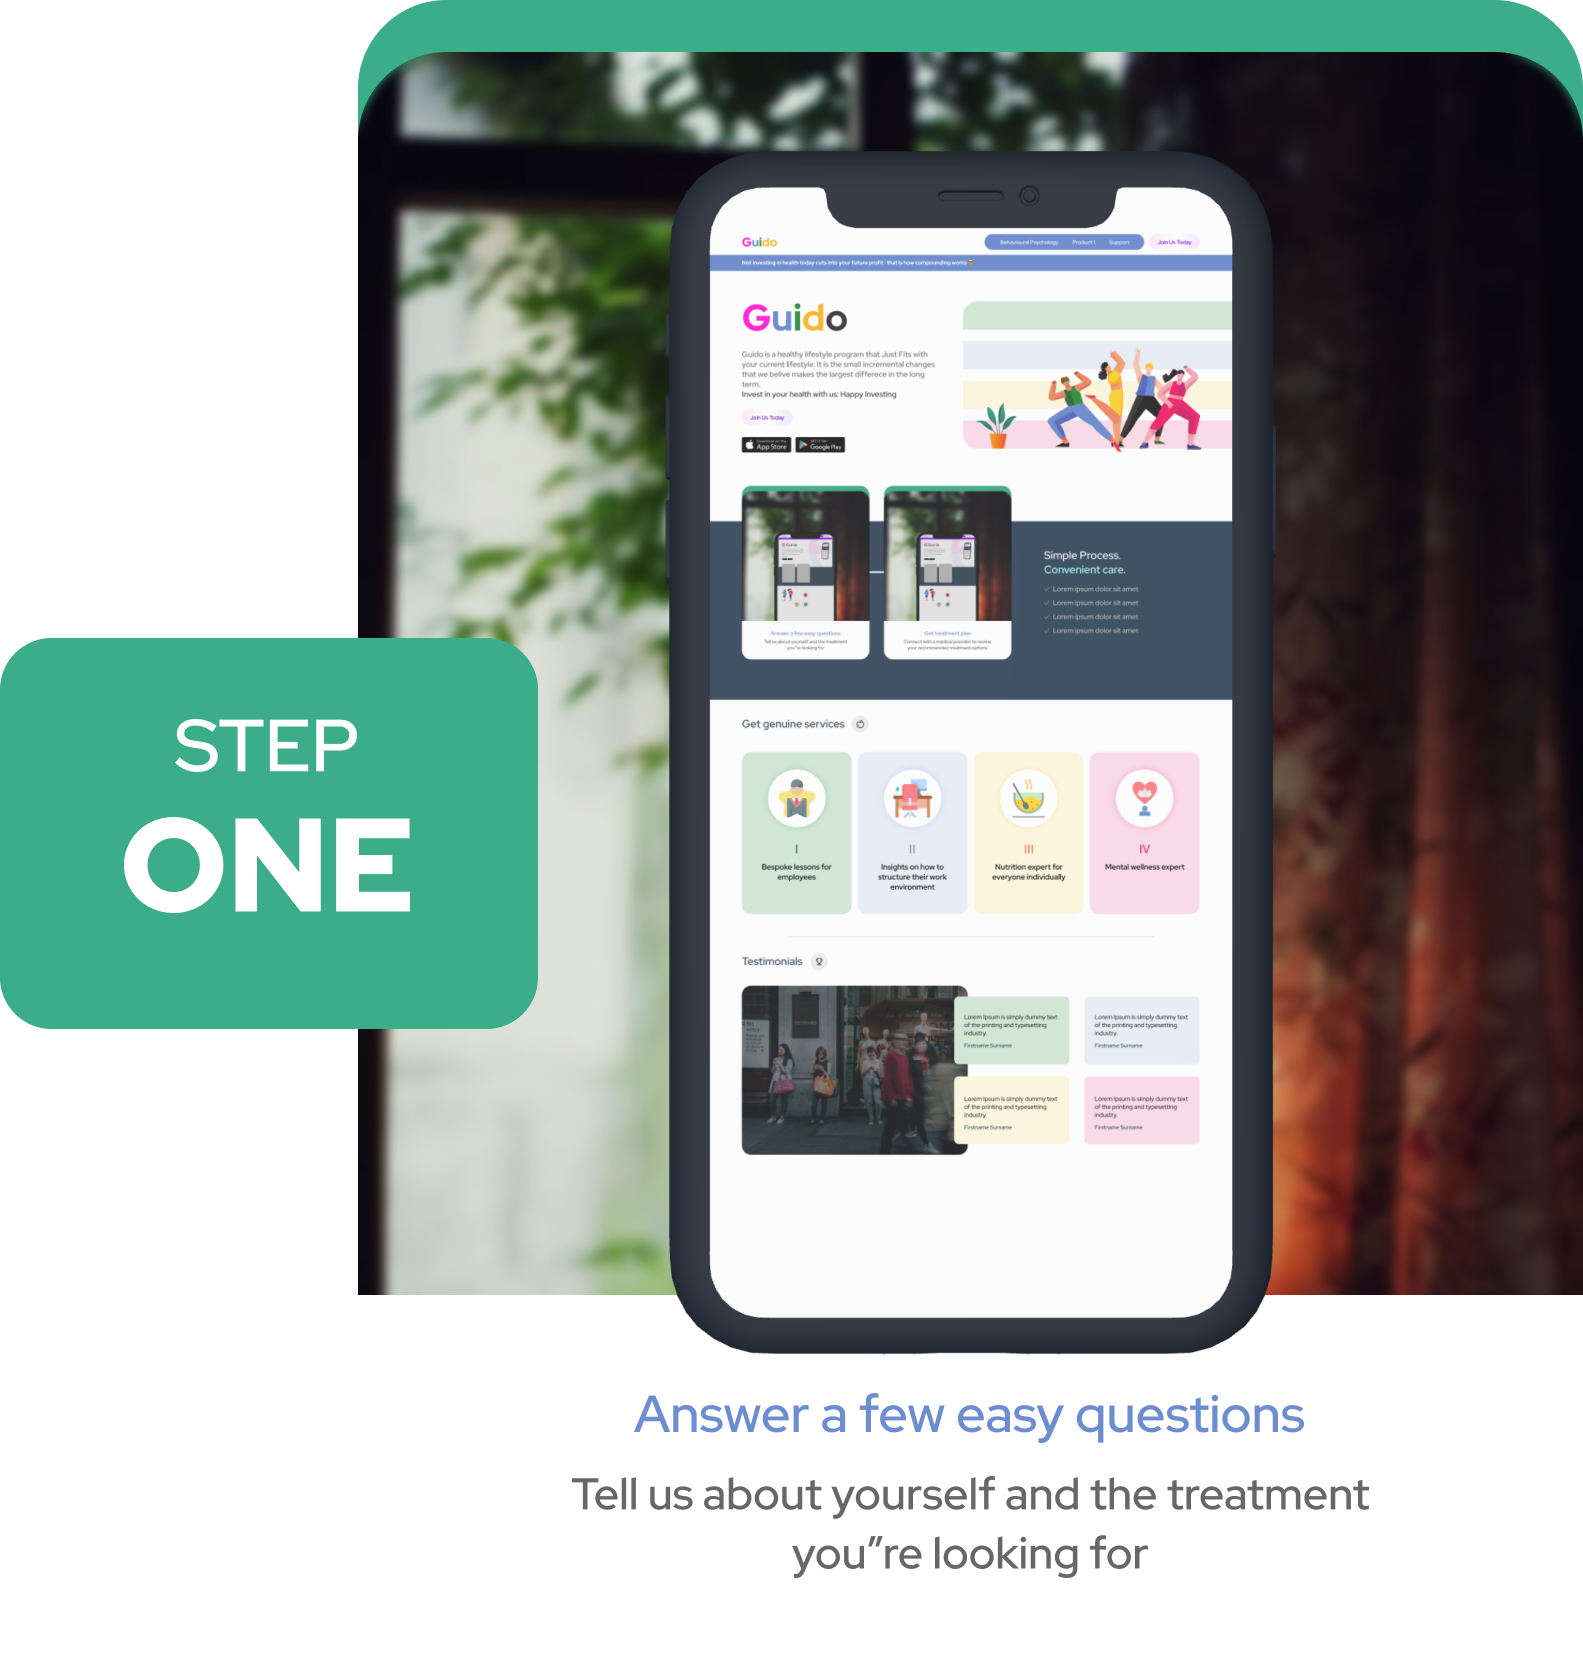 Guido
Behavioural Psychology
Product 1
Support
Join Us Today
Not investing in health today cuts into your future profit: that is how compounding works
Guido
Guido is a healthy lifestyle program that Just Fits with
your current lifestyle. It is the small incremental changes
that we belive makes the largest differece in the long
term.
Invest in your health with us: Happy Investing
Join Us Today
Download on the
App Store
GET IT ON
Google Play
Guido
Guido
Answer a few easy questions
Tell us about yourself and the treatment
you"re looking for
Get treatment plan
Connect with a medical provider to review
your recommended treatment options
Simple Process.
Convenient care.
Lorem ipsum dolor sit amet
Lorem ipsum dolor sit amet
Lorem ipsum dolor sit amet
Lorem ipsum dolor sit amet
STEP
ONE
Get genuine services
I
Bespoke lessons for
employees
II
Insights on how to
structure their work
environment
III
Nutrition expert for
everyone individually
IV
Mental wellness expert
Testimonials
Lorem Ipsum is simply dummy text
of the printing and typesetting
industry.
Firstname Surname
Lorem Ipsum is simply dummy text
of the printing and typesetting
industry.
Firstname Surname
Lorem Ipsum is simply dummy text
of the printing and typesetting
industry.
Firstname Surname
Lorem Ipsum is simply dummy text
of the printing and typesetting
industry.
Firstname Surname
Answer a few easy questions
Tell us about yourself and the treatment
you"re looking for